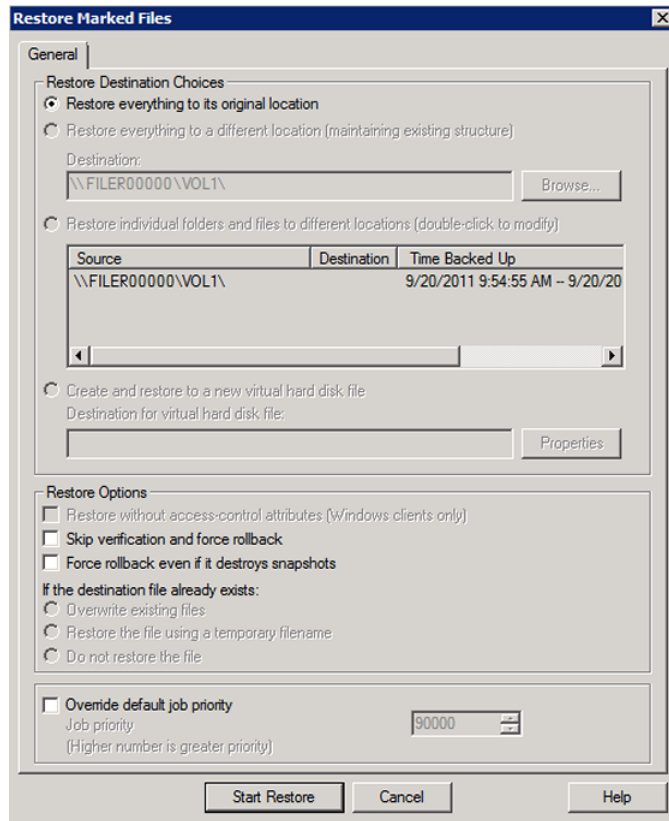 Restore Marked Files
General
Restore Destination Choices
Restore everything to its original location
Restore everything to a different location (maintaining existing structure)
Destination:
\\FILER00000\VOL1\ Browse...
Restore individual folders and files to different locations (double-click to modify)
Source Destination Time Backed Up
\\FILER00000\VOL1\ 9/20/2011 9:54:55 AM -- 9/20/20
Create and restore to a new virtual hard disk file
Destination for virtual hard disk file:
Properties
Restore Options
Restore without access-control attributes (Windows clients only)
Skip verification and force rollback
Force rollback even if it destroys snapshots
If the destination file already exists:
Overwrite existing files
Restore the file using a temporary filename
Do not restore the file
Override default job priority
Job priority 90000
(Higher number is greater priority)
Start Restore Cancel Help